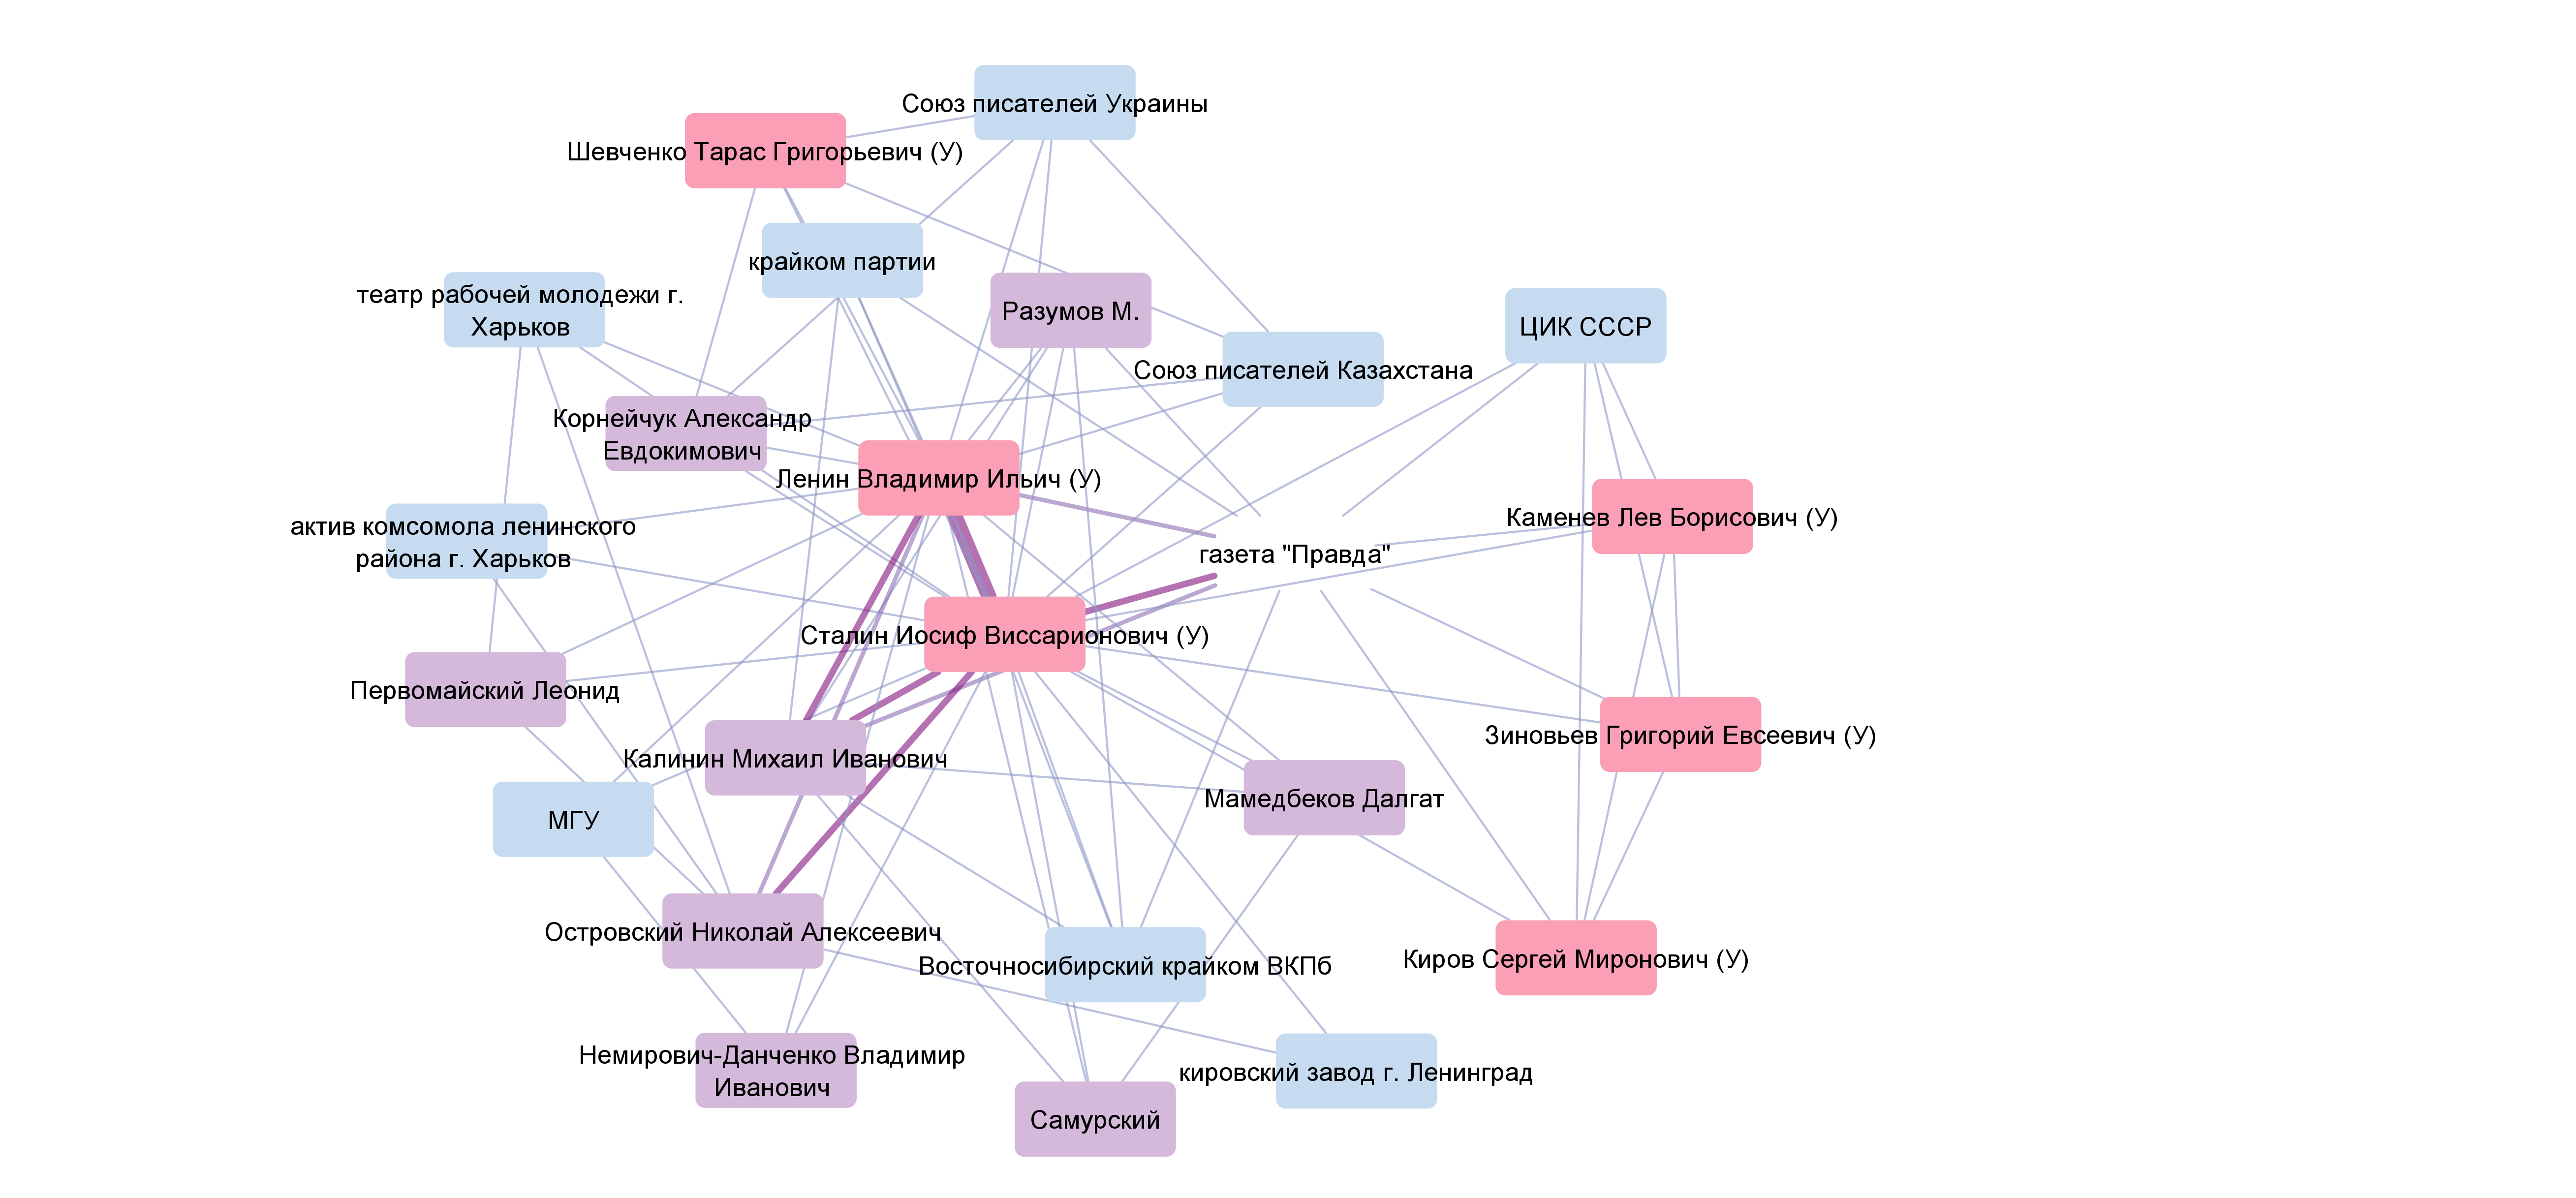 Союз писателей Украины
Шевченко Тарас Григорьевич (У)
крайком партии
театр рабочей молодежи г.
Харьков
Разумов М.
ЦИК СССР
Союз писателей Казахстана
Корнейчук Александр
Евдокимович
Ленин Владимир Ильич (У)
Каменев Лев Борисович (У)
актив комсомола ленинского
района г. Харьков
газета "Правда"
Сталин Иосиф Виссарионович (У)
Первомайский Леонид
Зиновьев Григорий Евсеевич (У)
Калинин Михаил Иванович
Мамедбеков Далгат
МГУ
Островский Николай Алексеевич
Восточносибирский крайком ВКПб
Киров Сергей Миронович (У)
Немирович-Данченко Владимир
Иванович
кировский завод г. Ленинград
Самурский